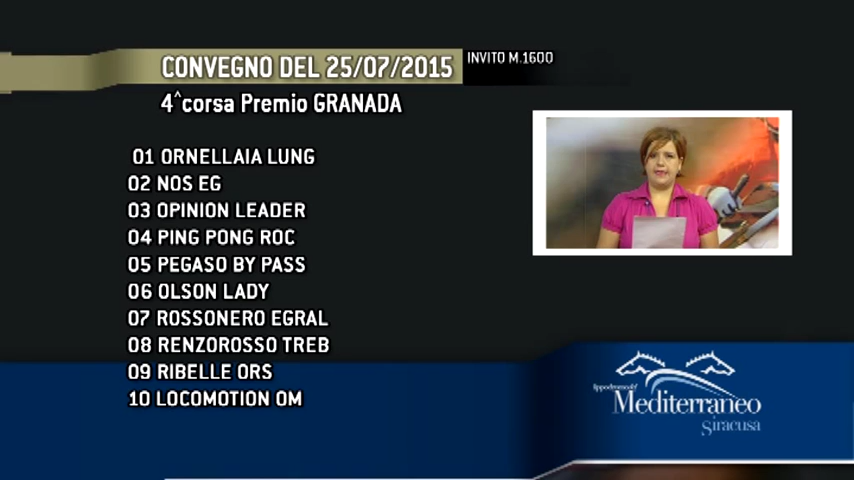 CONVEGNO DEL 25/07/2015
INVITO M.1600
4^corsa Premio GRANADA
01 ORNELLAIA LUNG
02 NOS EG
03 OPINION LEADER
04 PING PONG ROC
05 PEGASO BY PASS
06 OLSON LADY
07 ROSSONERO EGRAL
08 RENZOROSSO TREB
09 RIBELLE ORS
10 LOCOMOTION OM
Ippodromo del
Mediterraneo
Siracusa